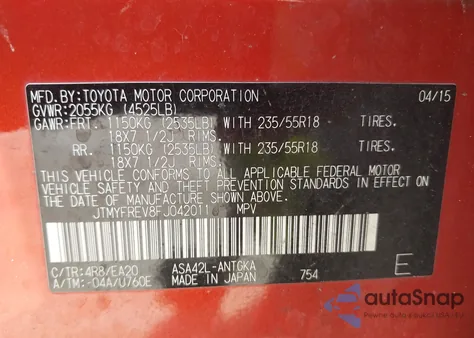 MFD.BY:TOYOTA MOTOR CORPORATION 04/15
GVWR:2055KG (4525LB)
GAWR:FRT. 1150KG (2535LB) WITH 235/55R18 TIRES.
18X7 1/2J RIMS.
RR. 1150KG (2535LB) WITH 235/55R18 TIRES.
18X7 1/2J RIMS.
THIS VEHICLE CONFORMS TO ALL APPLICABLE FEDERAL MOTOR
VEHICLE SAFETY AND THEFT PREVENTION STANDARDS IN EFFECT ON
THE DATE OF MANUFACTURE SHOWN ABOVE.
JTMYFREV8FJ042011 MPV
C/TR:4R8/EA20 ASA42L-ANTGKA
A/TM:-04A/U760E MADE IN JAPAN 754 E
autoSnap